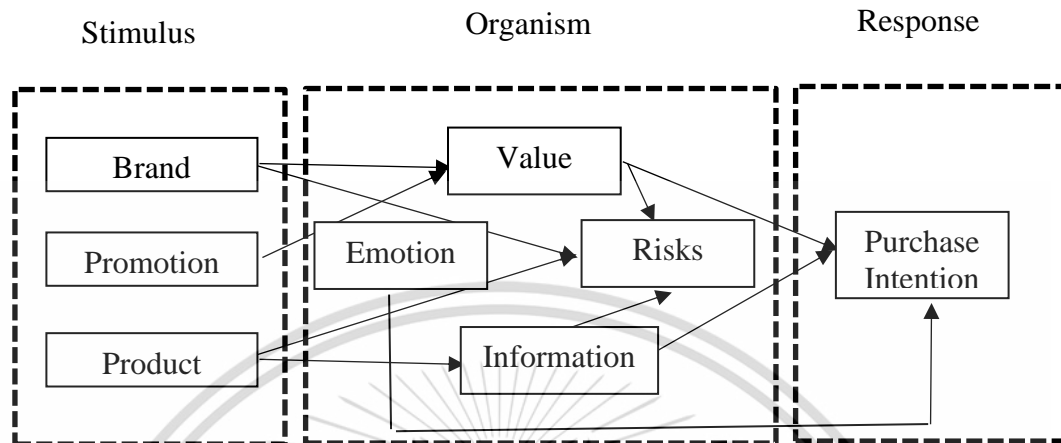 Stimulus
Organism
Response
Brand
Value
Promotion
Emotion
Risks
Purchase
Intention
Product
Information